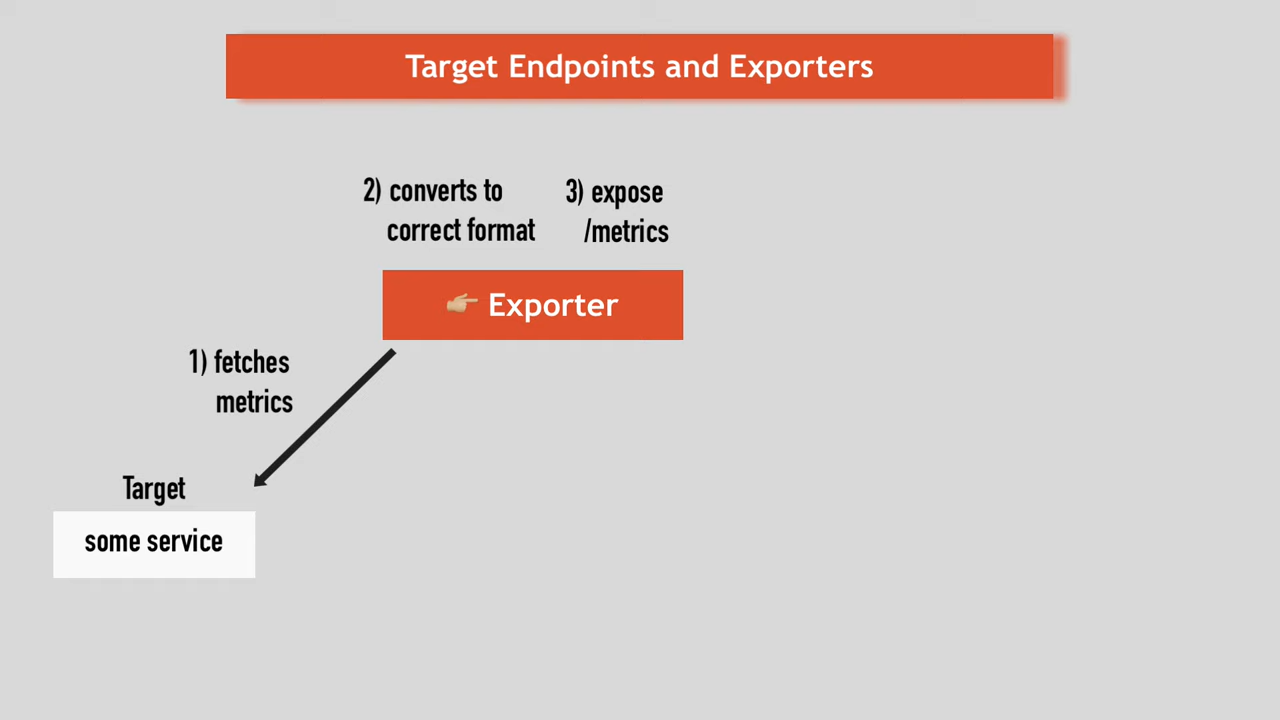 Target Endpoints and Exporters
2) converts to
correct format
3) expose
/metrics
👉🏼 Exporter
1) fetches
metrics
Target
some service